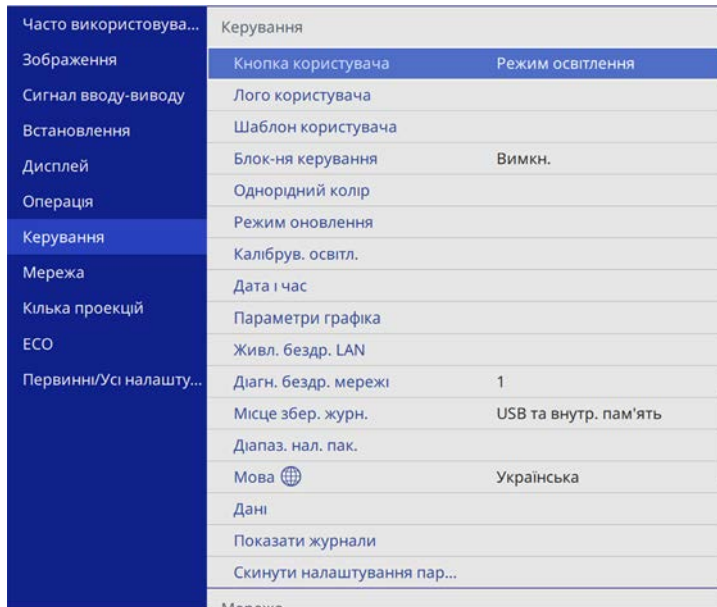 Часто використовува...
Зображення
Сигнал вводу-виводу
Встановлення
Дисплей
Операція
Керування
Мережа
Кілька проекцій
ECO
Первинні/Усі налашту...
Керування
Кнопка користувача Режим освітлення
Лого користувача
Шаблон користувача
Блок-ня керування Вимкн.
Однорідний колір
Режим оновлення
Калібрув. освітл.
Дата і час
Параметри графіка
Живл. бездр. LAN
Діагн. бездр. мережі 1
Місце збер. журн. USB та внутр. пам'ять
Діапаз. нал. пак.
Мова Українська
Дані
Показати журнали
Скинути налаштування пар...
Мережа